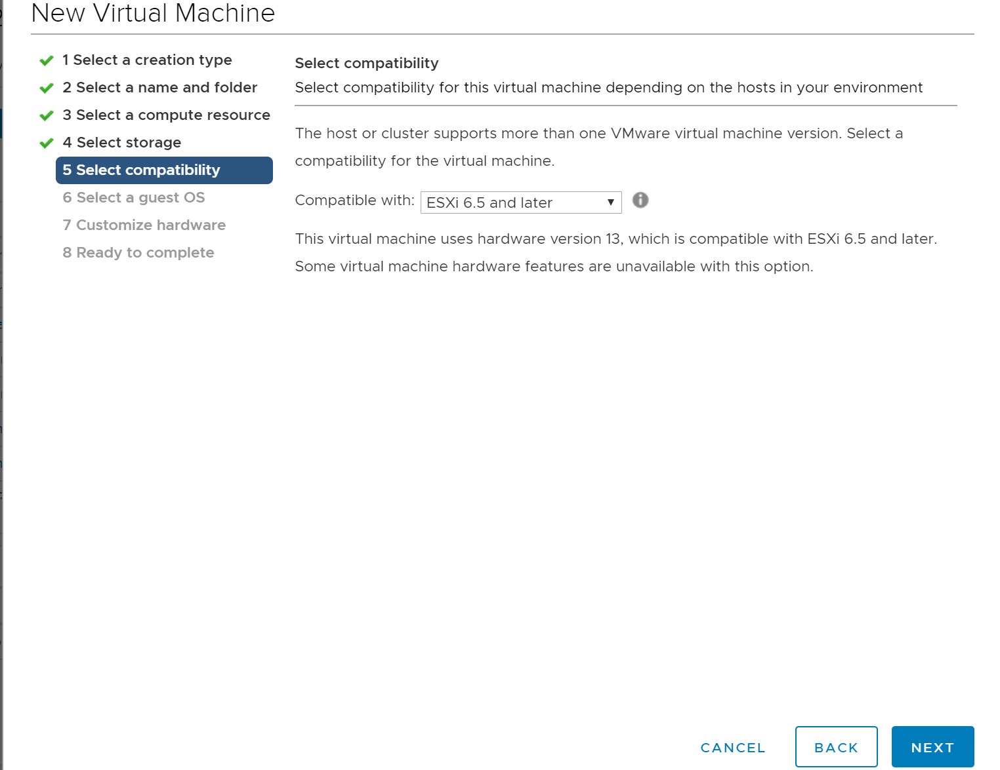 New Virtual Machine
1 Select a creation type
2 Select a name and folder
3 Select a compute resource
4 Select storage
5 Select compatibility
6 Select a guest OS
7 Customize hardware
8 Ready to complete
Select compatibility
Select compatibility for this virtual machine depending on the hosts in your environment
The host or cluster supports more than one VMware virtual machine version. Select a
compatibility for the virtual machine.
Compatible with: ESXi 6.5 and later
This virtual machine uses hardware version 13, which is compatible with ESXi 6.5 and later.
Some virtual machine hardware features are unavailable with this option.
CANCEL BACK NEXT